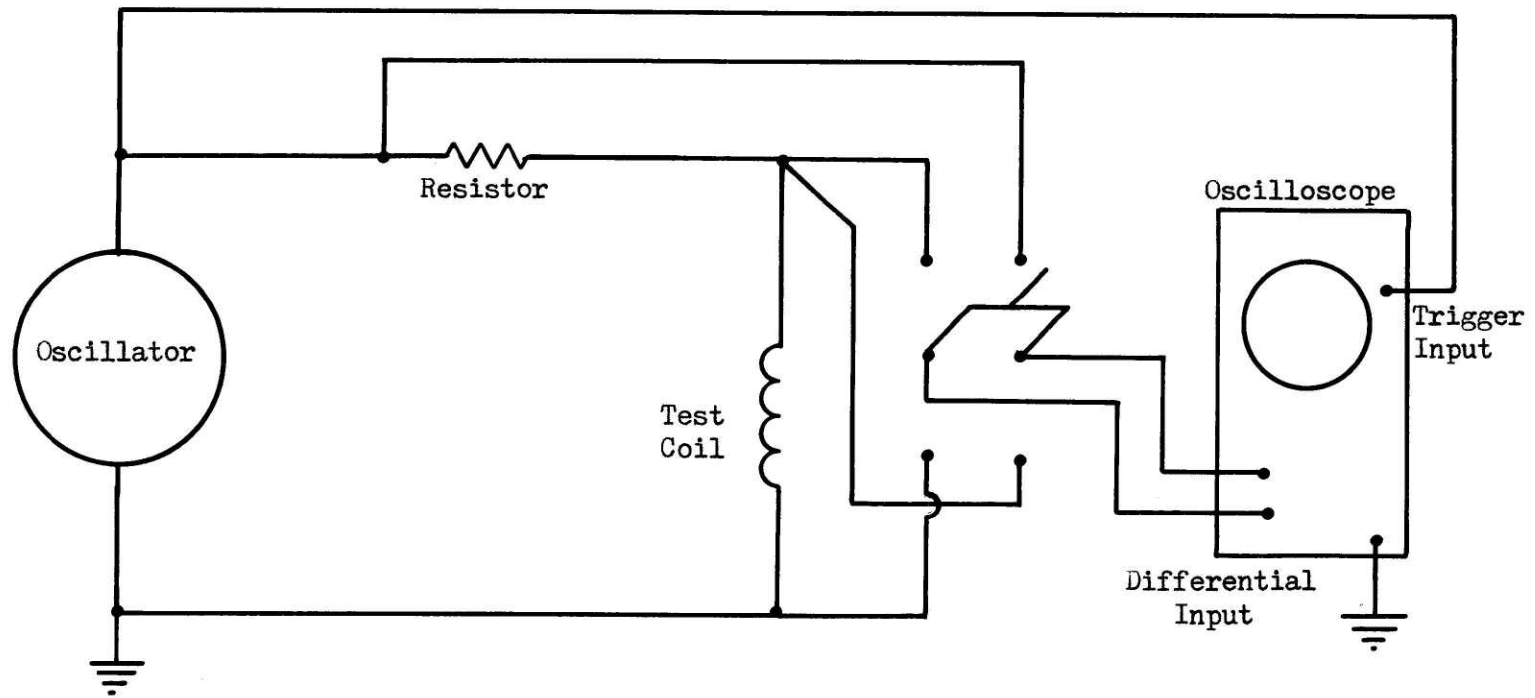 Resistor
Oscilloscope
Oscillator
Trigger
Input
Test
Coil
Differential
Input